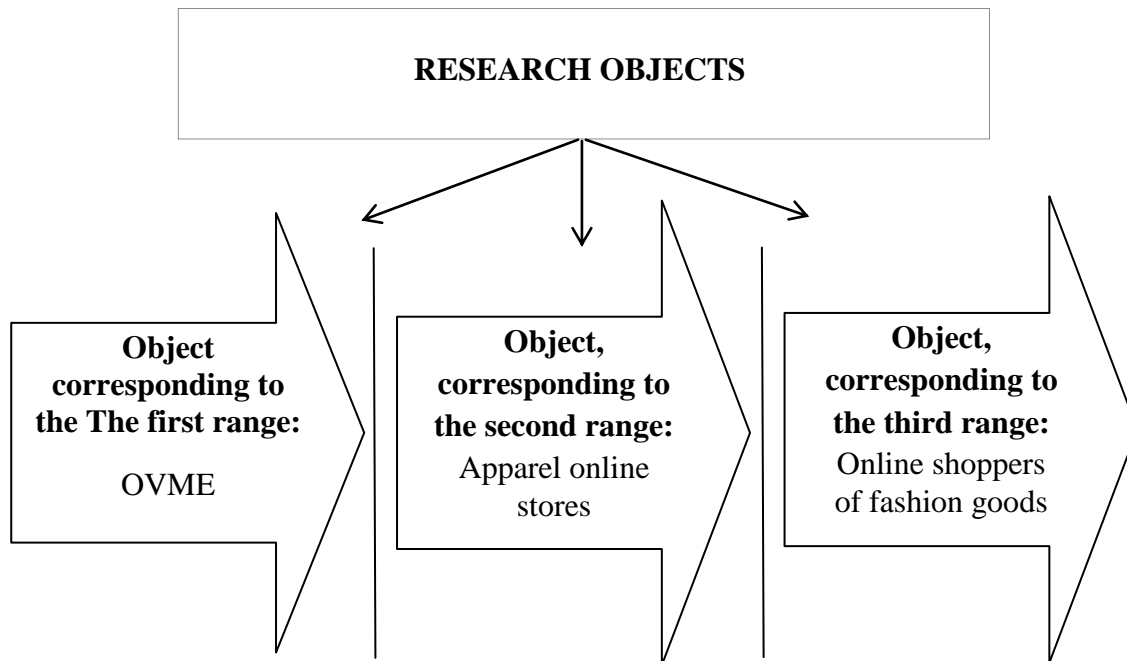 RESEARCH OBJECTS
Object
corresponding to
the The first range:
OVME
Object,
corresponding to
the second range:
Apparel online
stores
Object,
corresponding to
the third range:
Online shoppers
of fashion goods